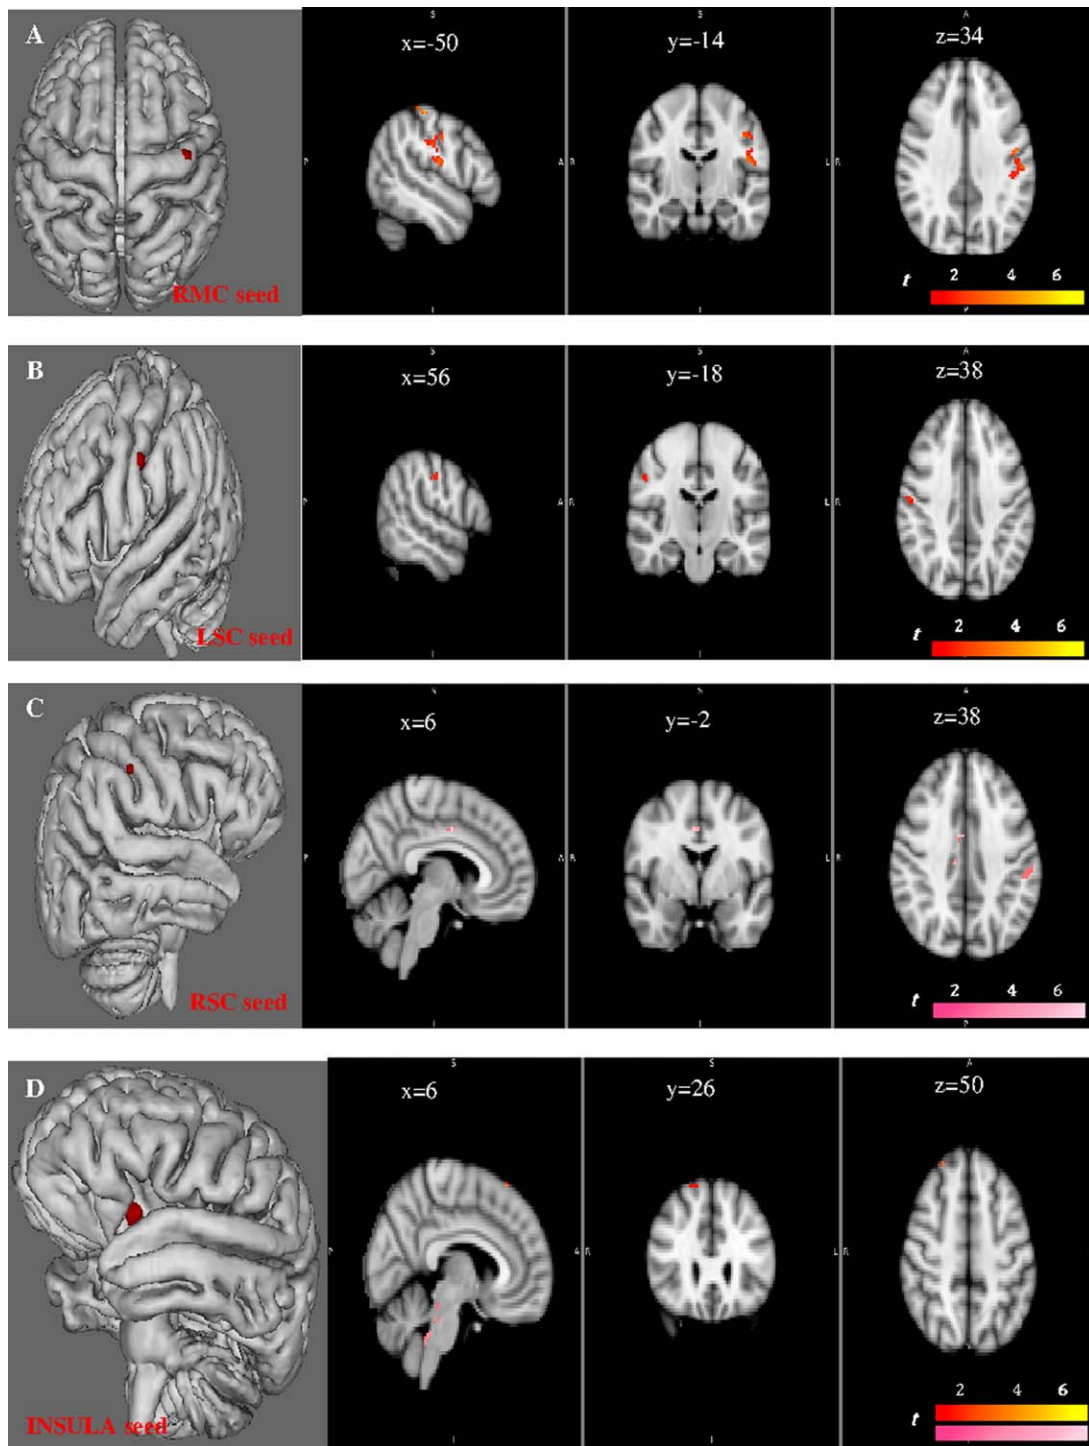 A
S
x=-50
y=-14
A
z=34
P
A
R
L
R
t
2
4
6
RMC seed
I
P
B
S
x=56
y=-18
A
z=38
P
A
R
L
R
t
2
4
6
LSC seed
I
C
S
x=6
y=-2
A
z=38
P
A
R
L
R
t
2
4
6
RSC seed
I
I
P
D
S
S
A
x=6
y=26
z=50
P
A
R
L
R
t
2
4
6
INSULA seed
I
I